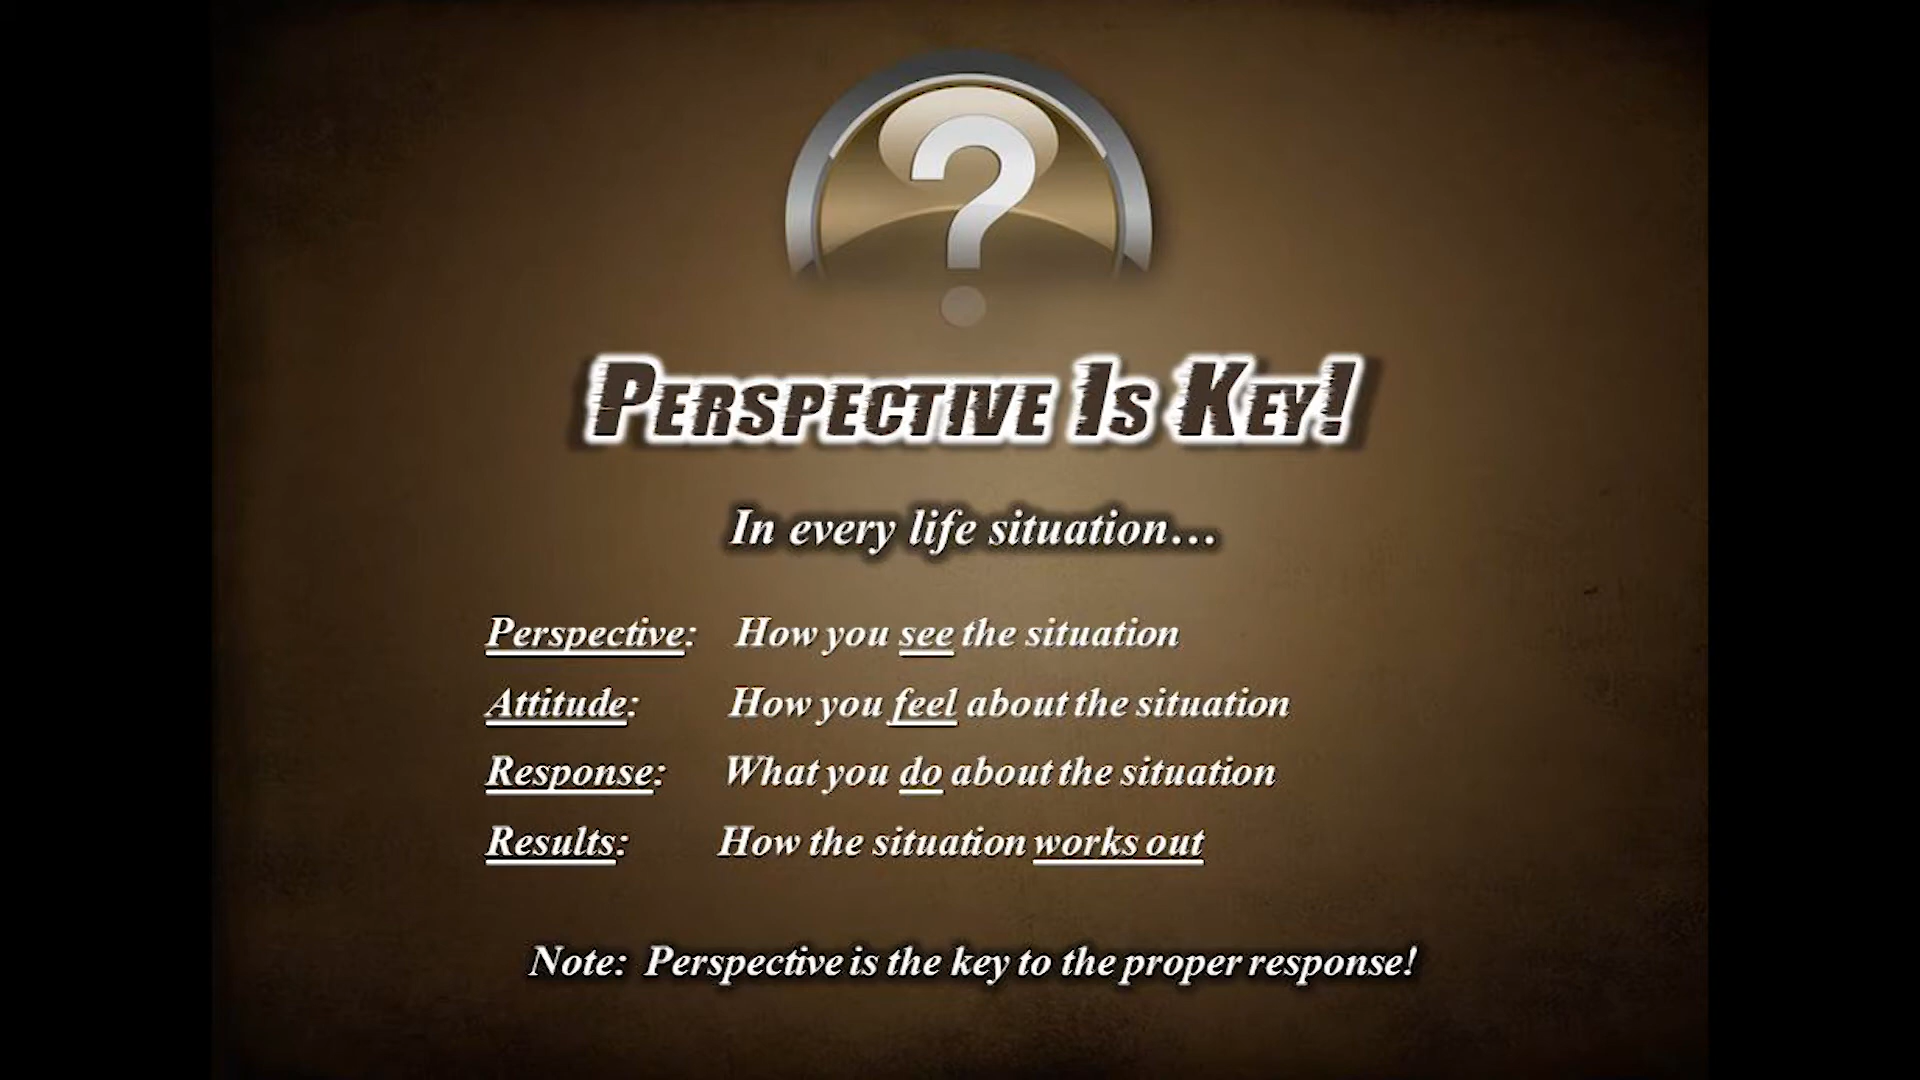 ?
Perspective Is Key!
In every life situation…
Perspective: How you see the situation
Attitude: How you feel about the situation
Response: What you do about the situation
Results: How the situation works out
Note: Perspective is the key to the proper response!